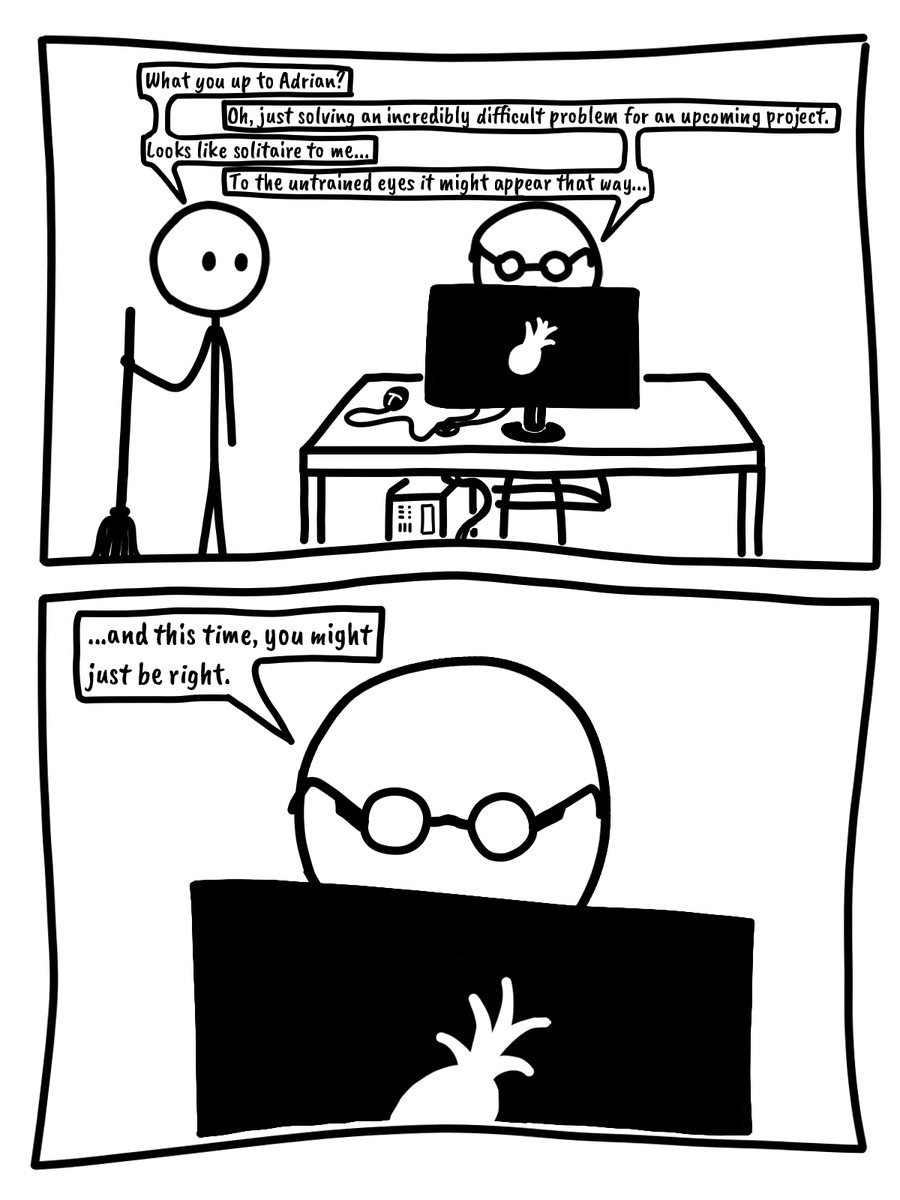 What you up to Adrian?
Oh, just solving an incredibly difficult problem for an upcoming project.
Looks like solitaire to me...
To the untrained eyes it might appear that way...
...and this time, you might
just be right.